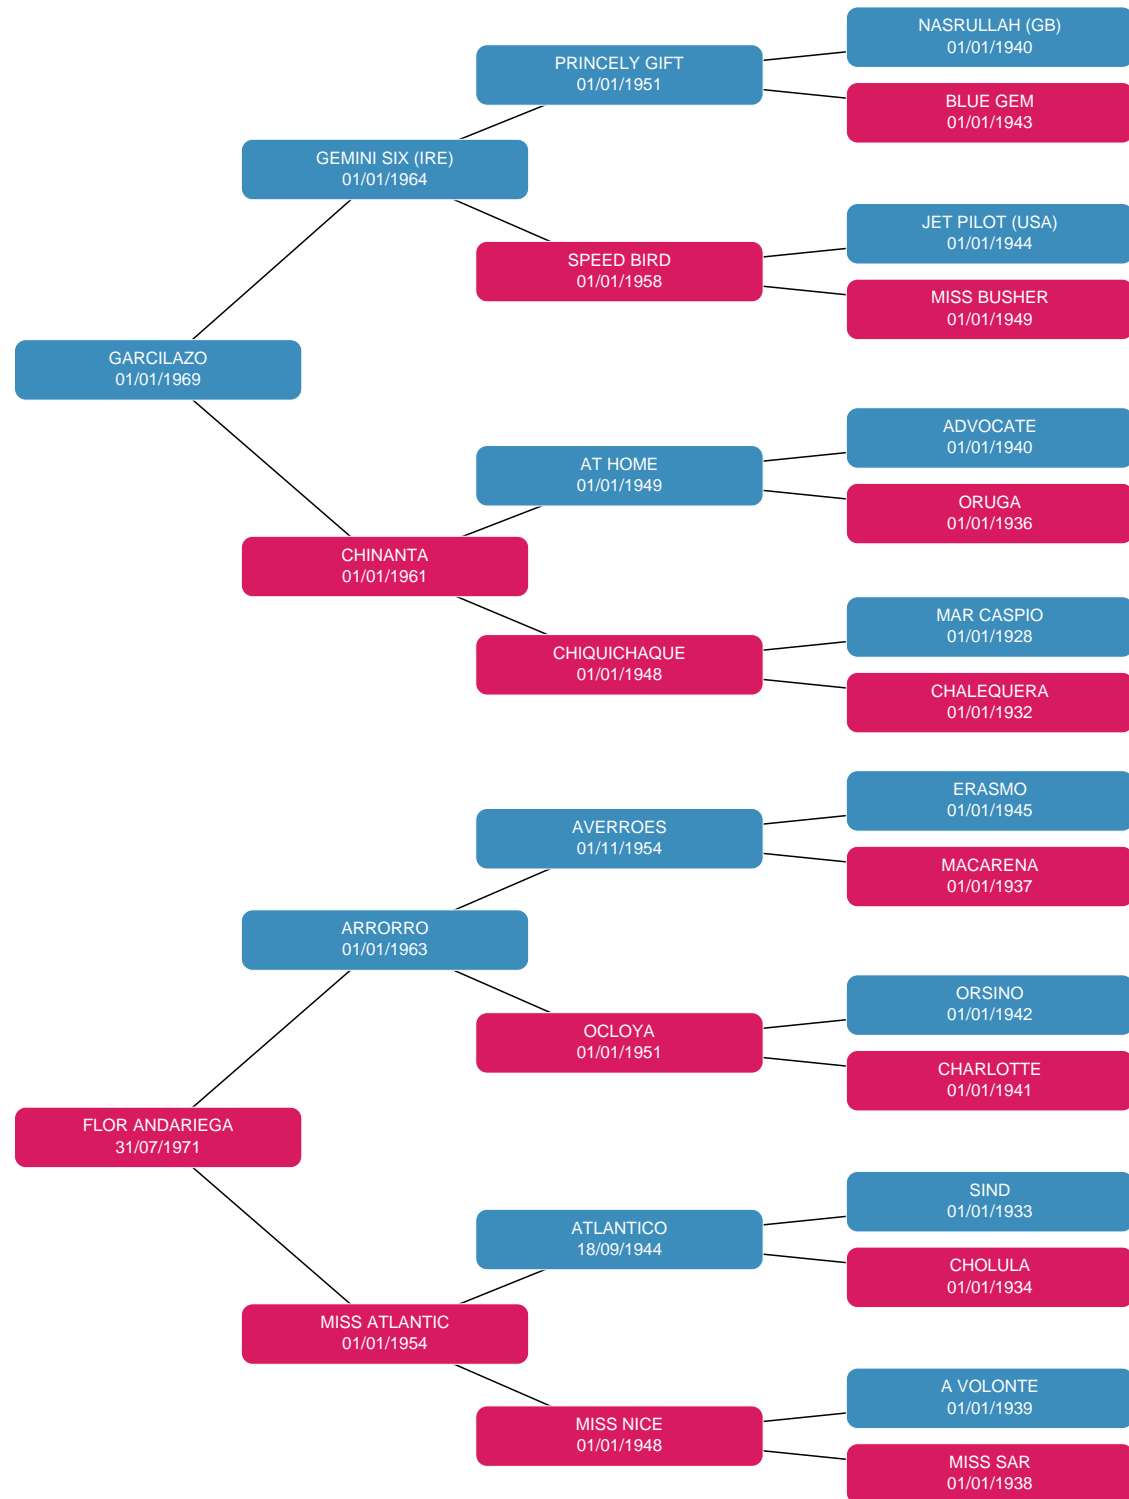 NASRULLAH (GB)
01/01/1940
PRINCELY GIFT
01/01/1951
BLUE GEM
01/01/1943
GEMINI SIX (IRE)
01/01/1964
JET PILOT (USA)
01/01/1944
SPEED BIRD
01/01/1958
MISS BUSHER
01/01/1949
GARCILAZO
01/01/1969
ADVOCATE
01/01/1940
AT HOME
01/01/1949
ORUGA
01/01/1936
CHINANTA
01/01/1961
MAR CASPIO
01/01/1928
CHIQUICHAQUE
01/01/1948
CHALEQUERA
01/01/1932
ERASMO
01/01/1945
AVERROES
01/11/1954
MACARENA
01/01/1937
ARRORRO
01/01/1963
ORSINO
01/01/1942
OCLOYA
01/01/1951
CHARLOTTE
01/01/1941
FLOR ANDARIEGA
31/07/1971
SIND
01/01/1933
ATLANTICO
18/09/1944
CHOLULA
01/01/1934
MISS ATLANTIC
01/01/1954
A VOLONTE
01/01/1939
MISS NICE
01/01/1948
MISS SAR
01/01/1938